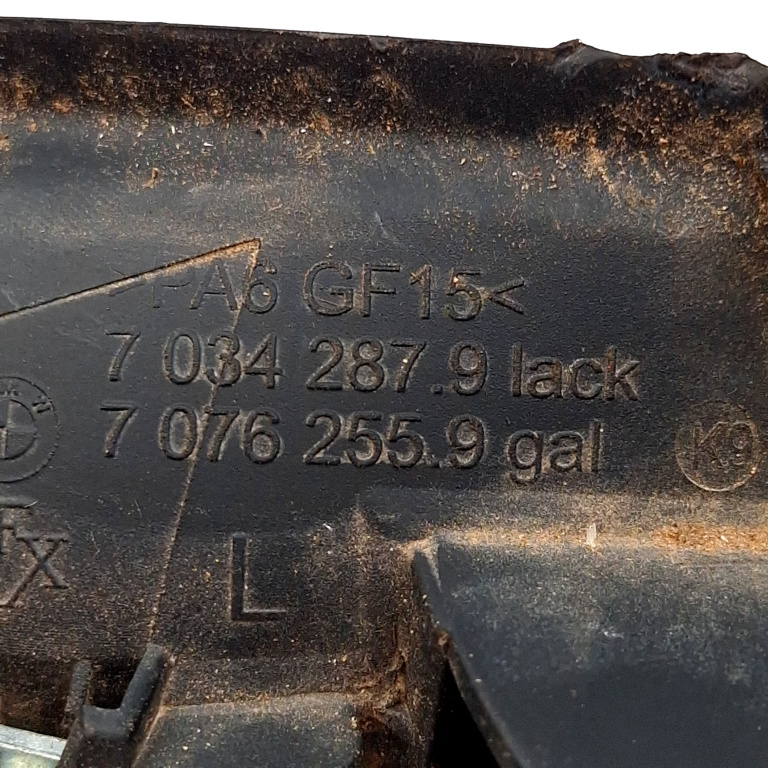 >PA6 GF15<
7 034 287.9 lack
7 076 255.9 gal
K9
L